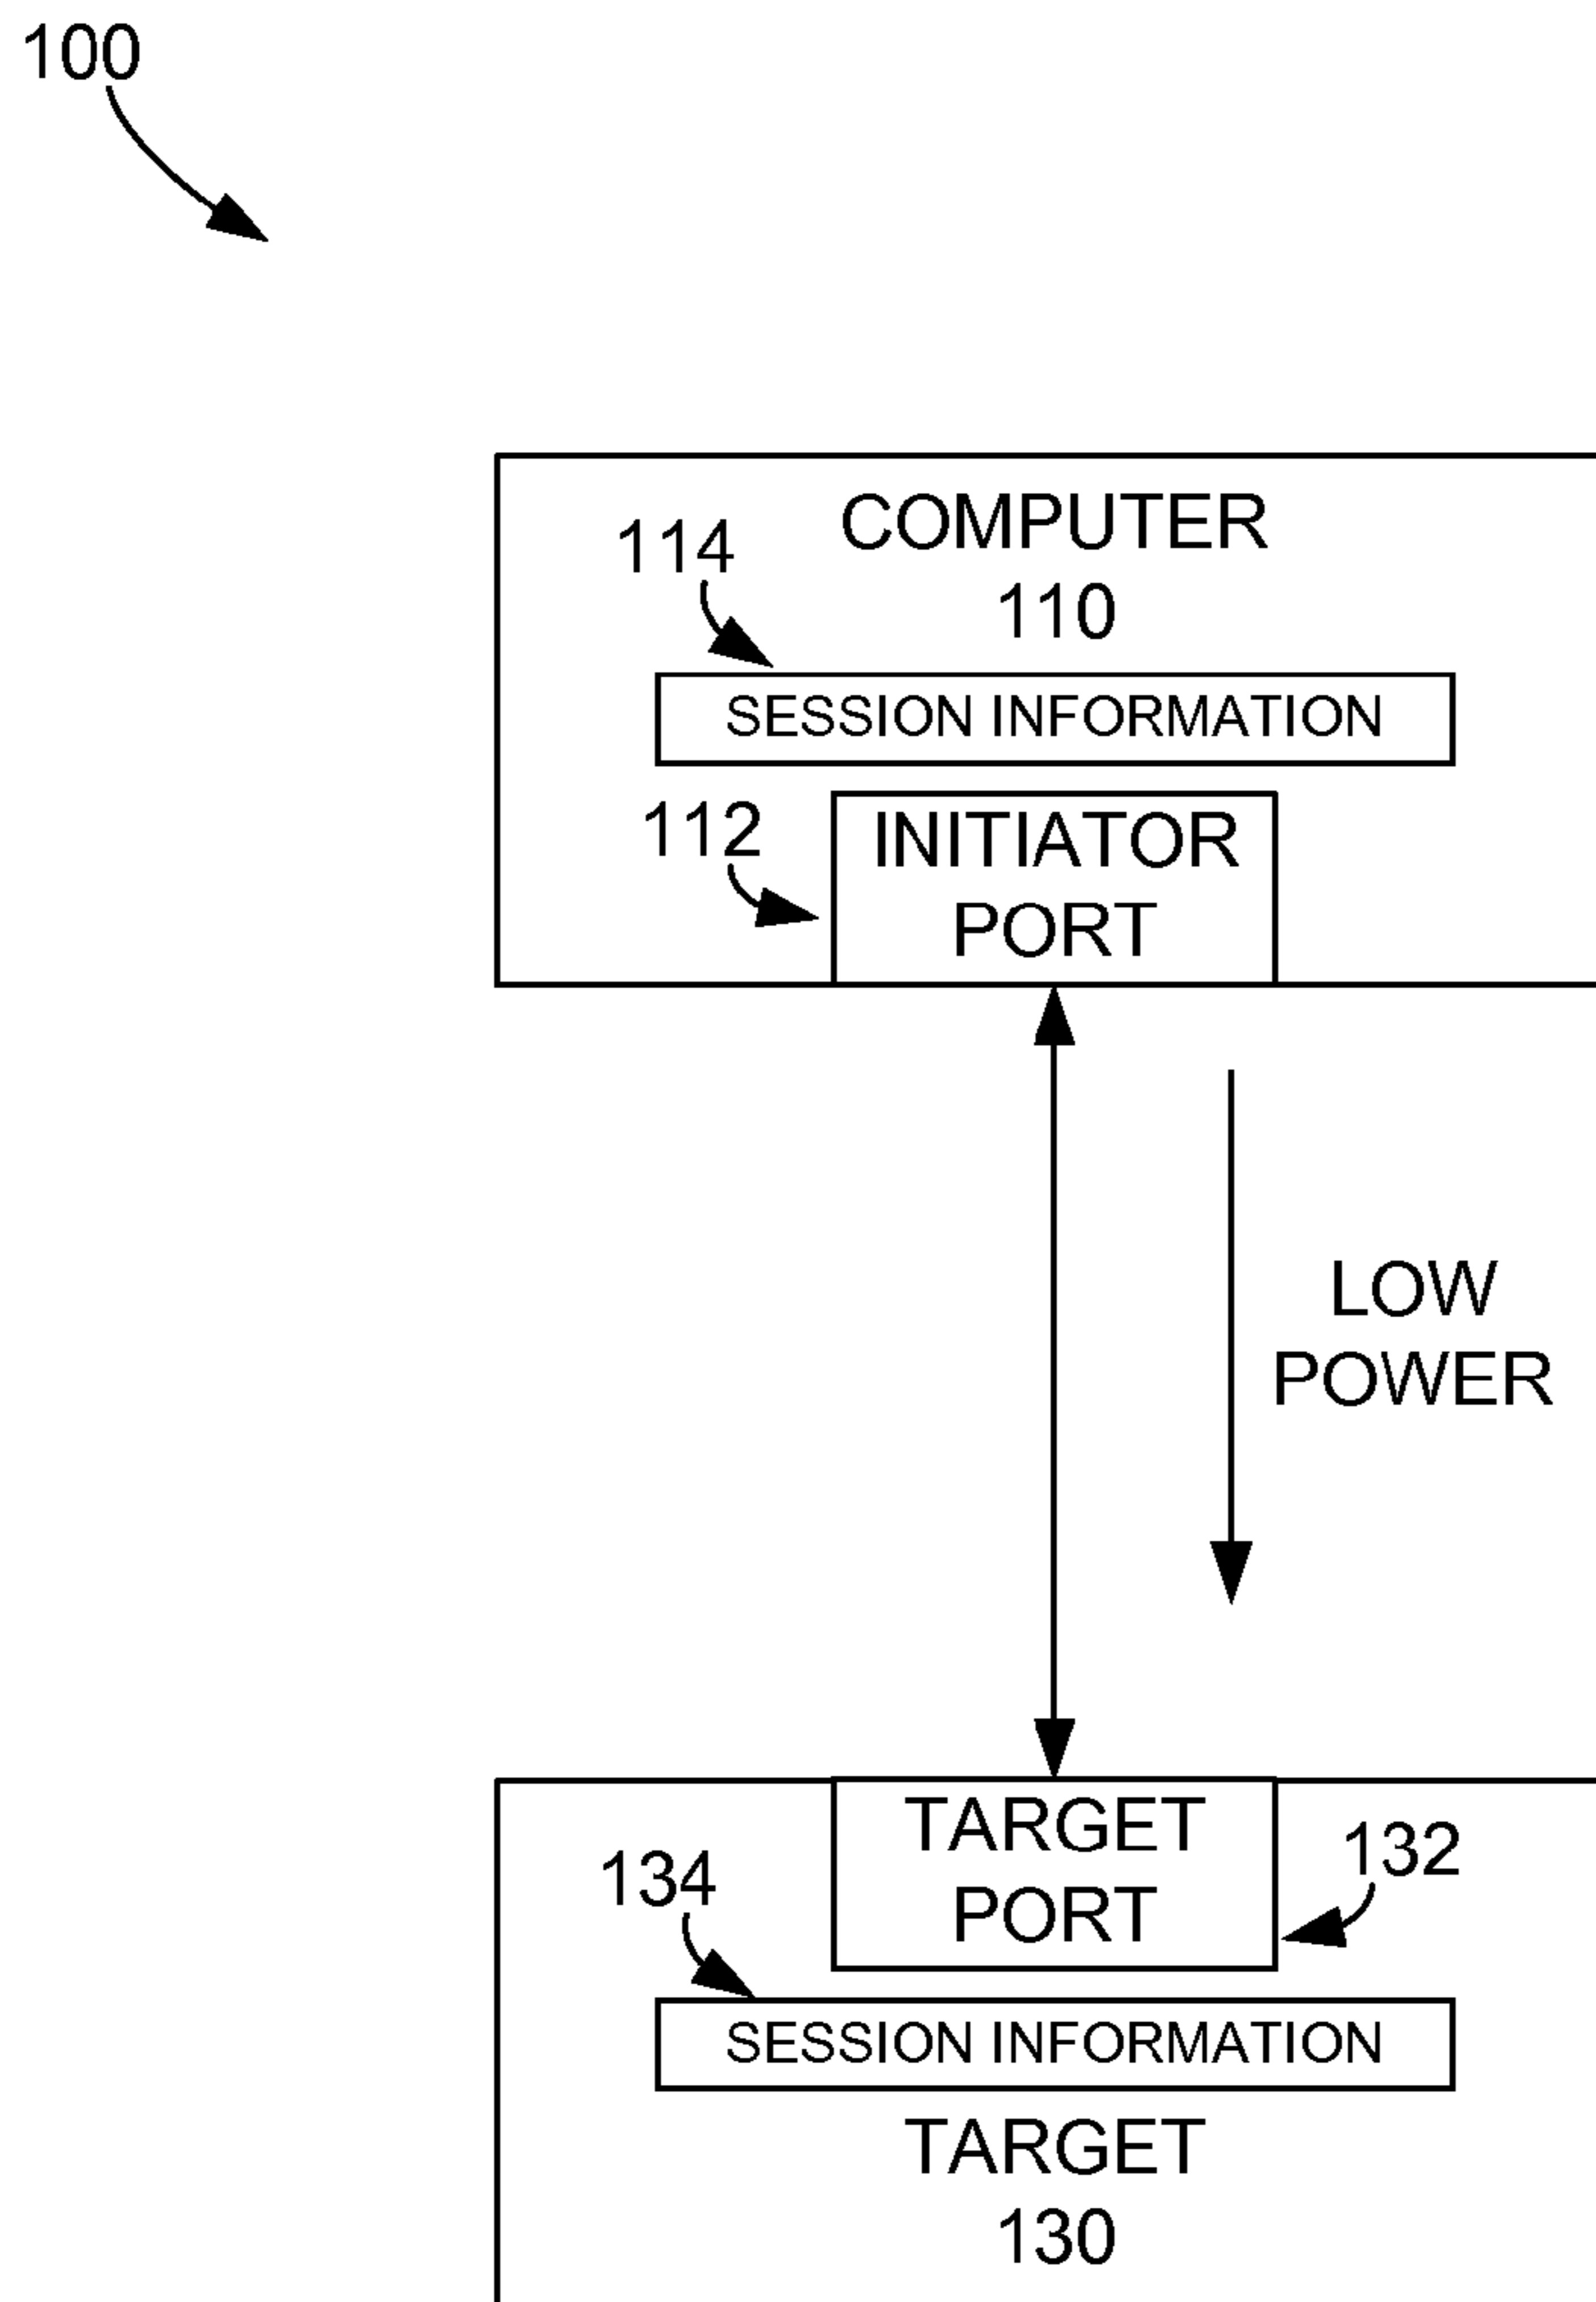 100
COMPUTER
114
110
SESSION INFORMATION
112
INITIATOR
PORT
LOW
POWER
TARGET
PORT
132
134
SESSION INFORMATION
TARGET
130